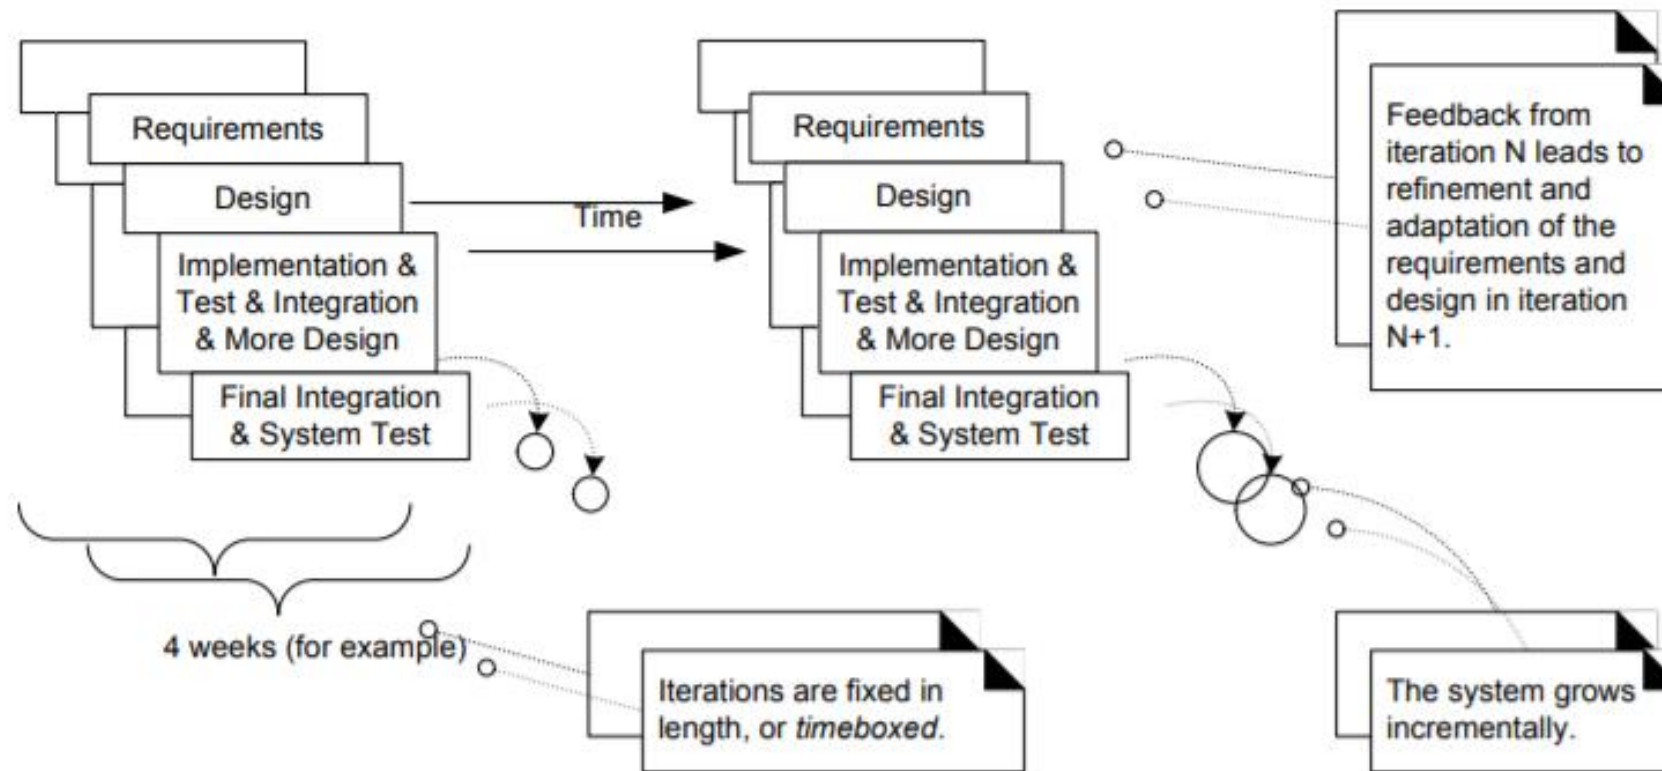 Requirements
Design
Implementation &
Test & Integration
& More Design
Final Integration
& System Test
Time
Requirements
Design
Implementation &
Test & Integration
& More Design
Final Integration
& System Test
Feedback from
iteration N leads to
refinement and
adaptation of the
requirements and
design in iteration
N+1.
4 weeks (for example)
Iterations are fixed in
length, or timeboxed.
The system grows
incrementally.